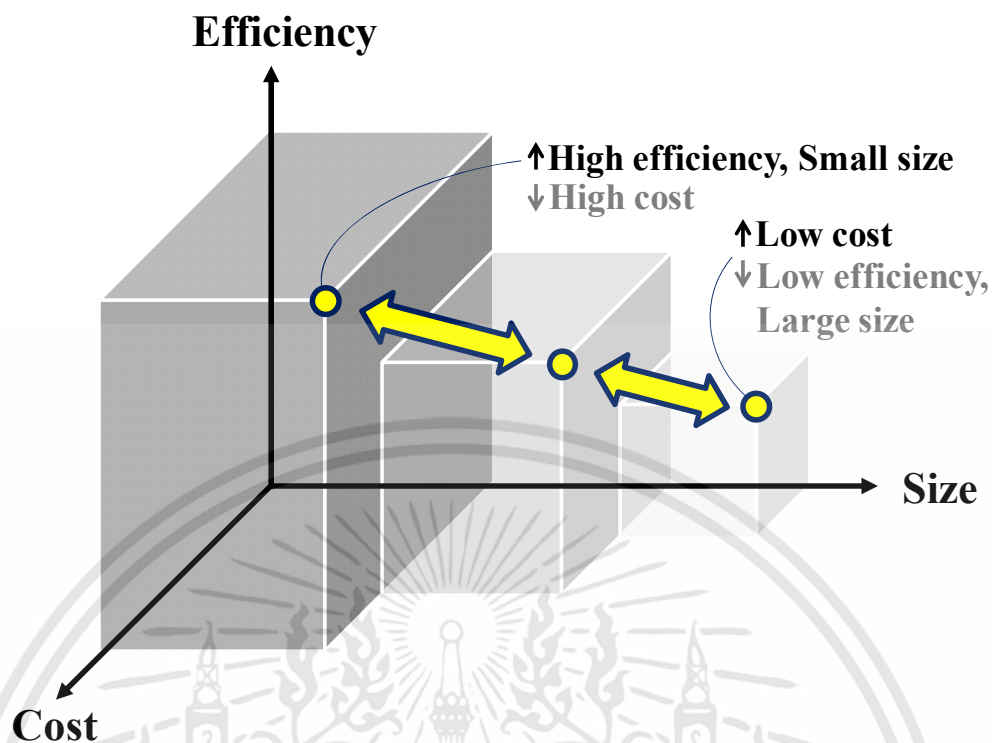 Efficiency
↑High efficiency, Small size
↓High cost
↑Low cost
↓Low efficiency,
Large size
Size
Cost